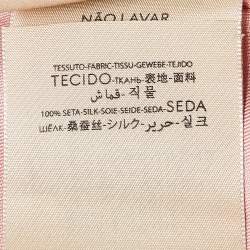 NÃO LAVAR
TESSUTO-FABRIC-TISSU-GEWEBE-TEJIDO
TECIDO-ТКАНЬ-表地-面料
قماش-직물
100% SETA-SILK-SOIE-SEIDE-SEDA-SEDA
ШЁЛК-桑蚕丝-シルク-حرير-실크